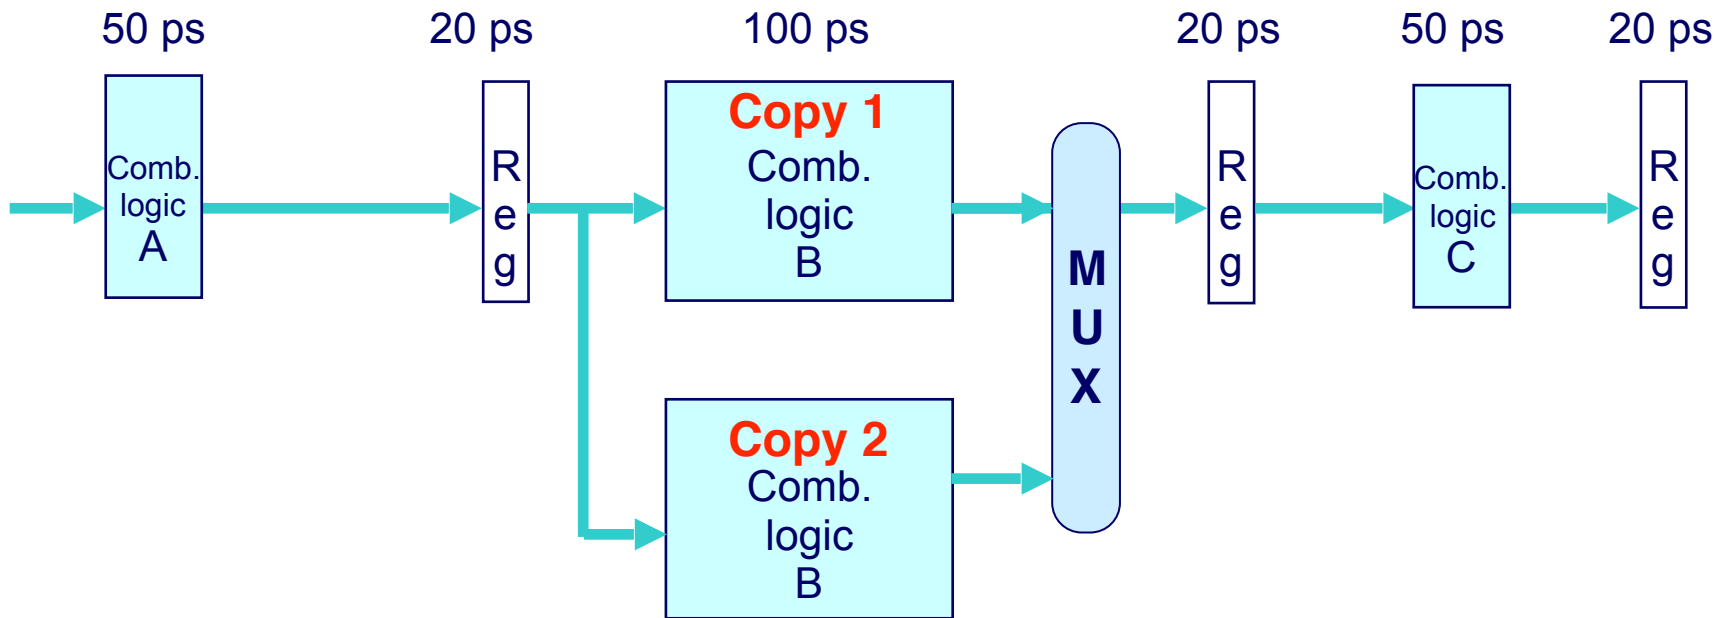 50 ps
20 ps
100 ps
20 ps
50 ps
20 ps
Comb.
logic
A
R
e
g
Copy 1
Comb.
logic
B
M
U
X
R
e
g
Comb.
logic
C
R
e
g
Copy 2
Comb.
logic
B